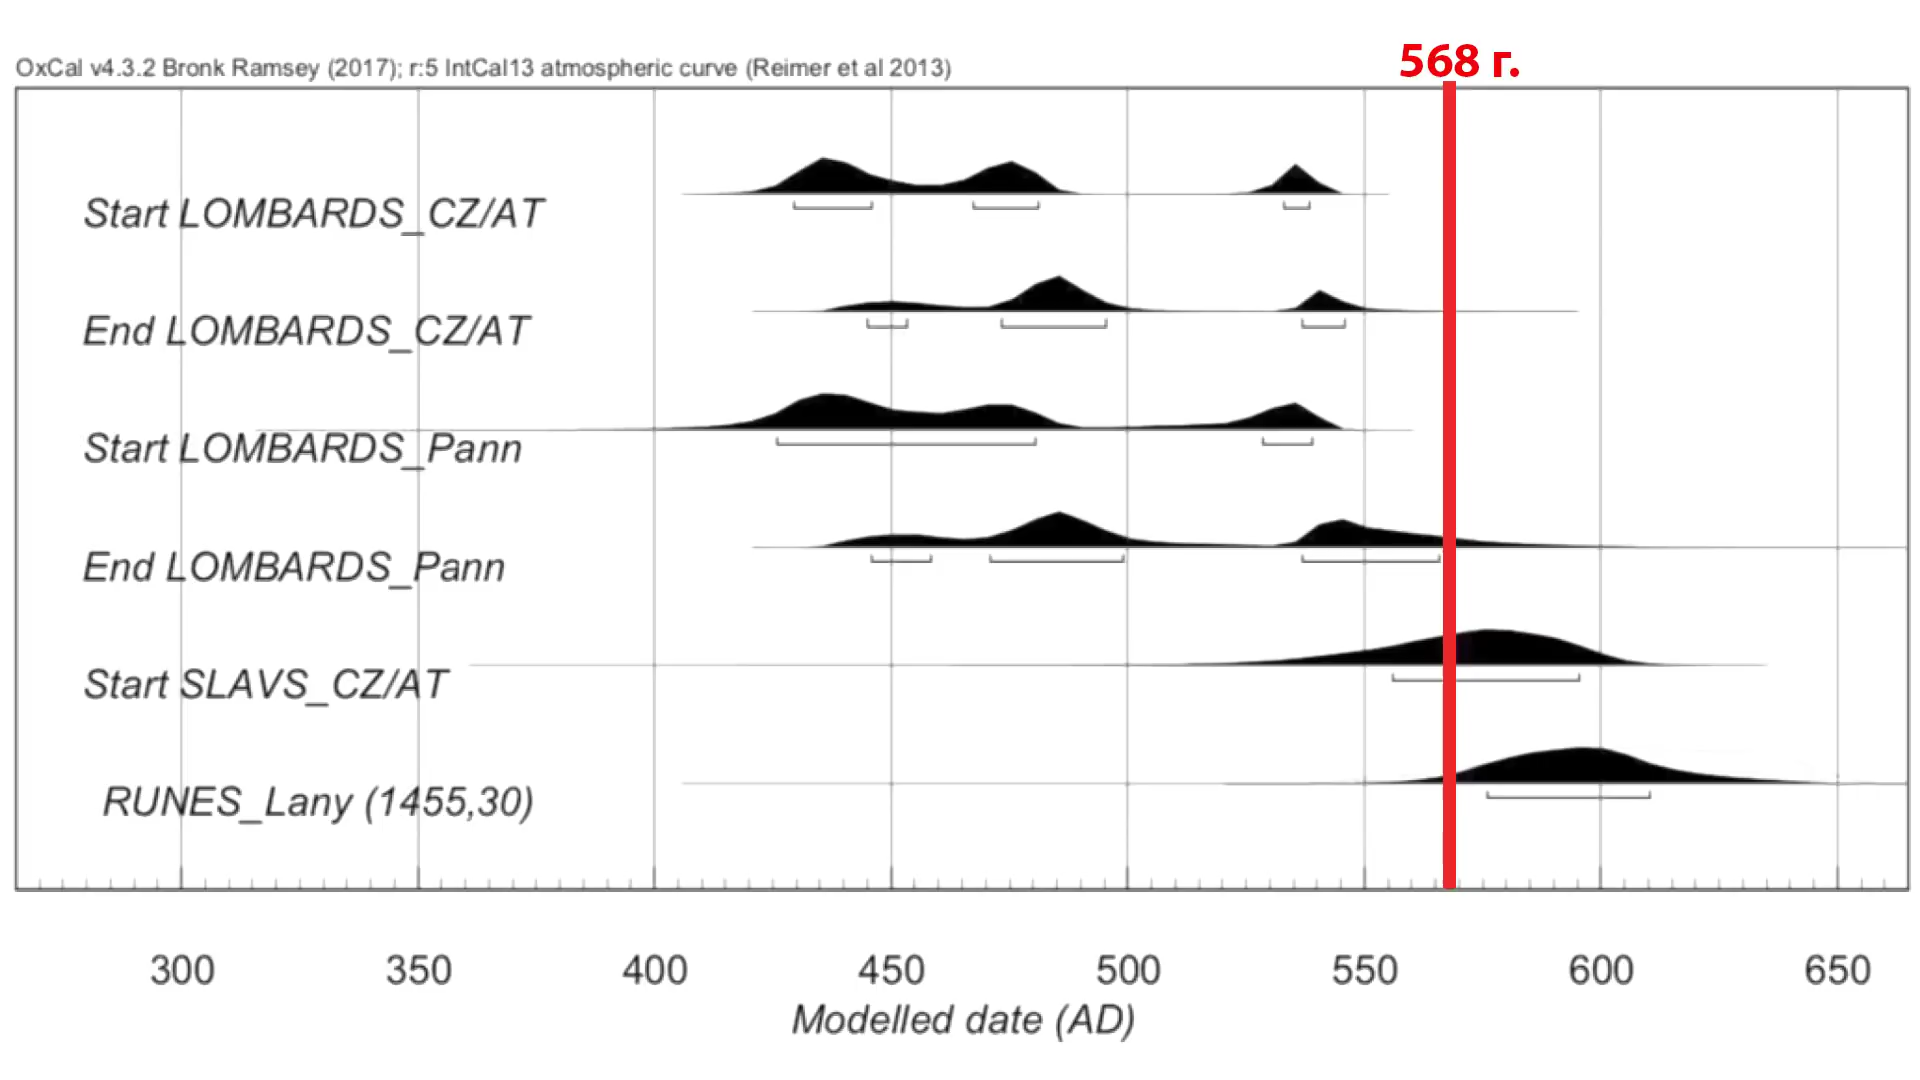 568 г.
OxCal v4.3.2 Bronk Ramsey (2017); r:5 IntCal13 atmospheric curve (Reimer et al 2013)
Start LOMBARDS_CZ/AT
End LOMBARDS_CZ/AT
Start LOMBARDS_Pann
End LOMBARDS_Pann
Start SLAVS_CZ/AT
RUNES_Lany (1455,30)
300 350 400 450 500 550 600 650
Modelled date (AD)